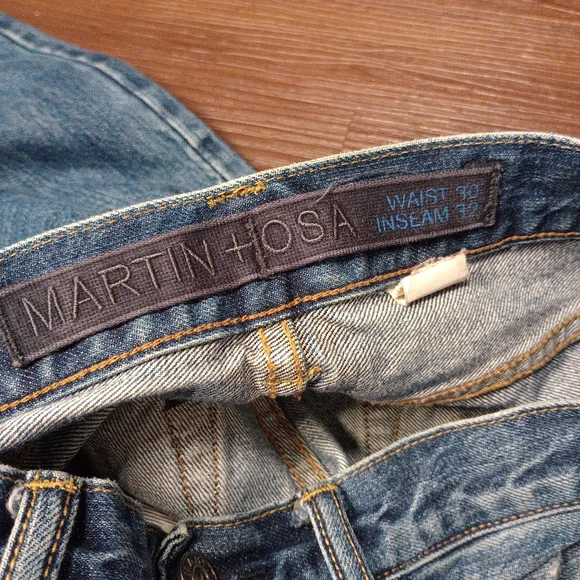 MARTIN + OSA
WAIST 30
INSEAM 32